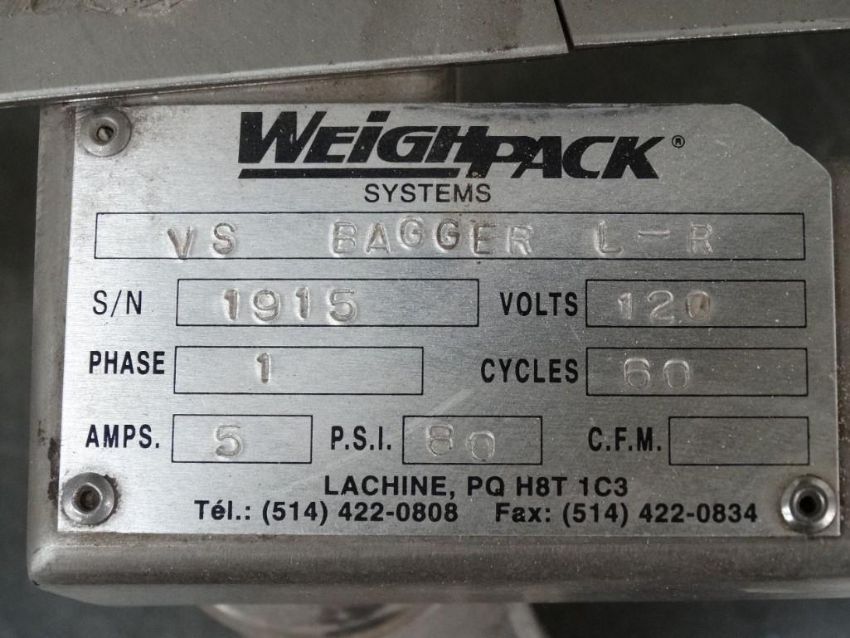 WEIGHPACK®
SYSTEMS
VS BAGGER L-R
S/N 1915 VOLTS 120
PHASE 1 CYCLES 60
AMPS. 5 P.S.I. 80 C.F.M.
LACHINE, PQ H8T 1C3
Tél.: (514) 422-0808 Fax: (514) 422-0834